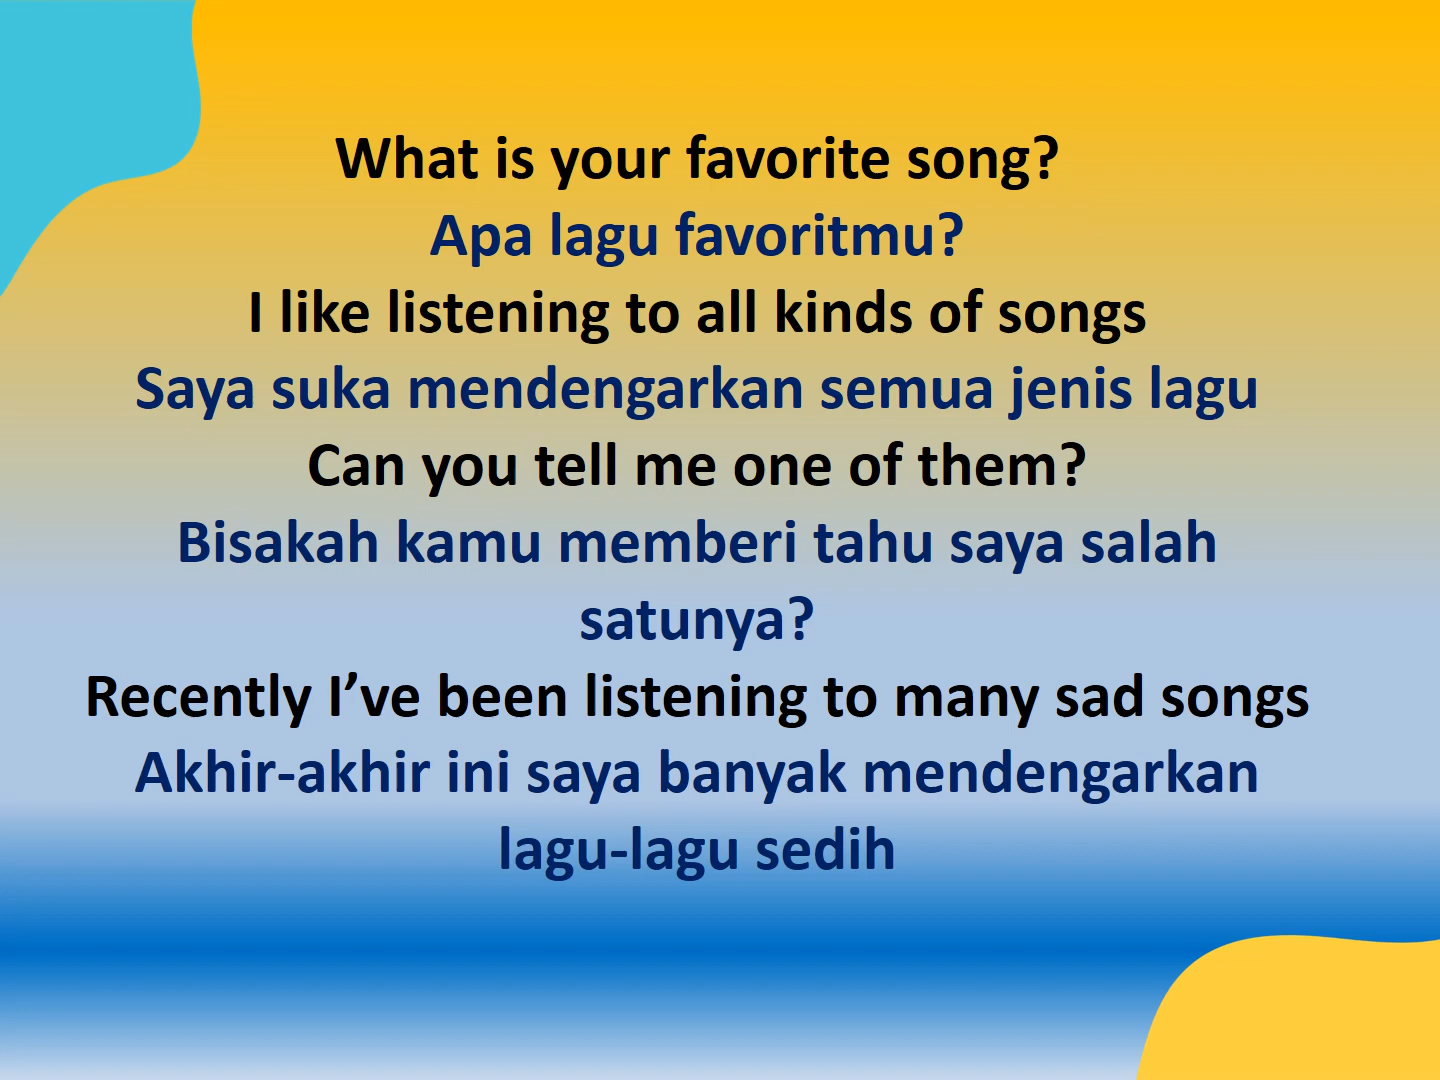 What is your favorite song?
Apa lagu favoritmu?
I like listening to all kinds of songs
Saya suka mendengarkan semua jenis lagu
Can you tell me one of them?
Bisakah kamu memberi tahu saya salah
satunya?
Recently I’ve been listening to many sad songs
Akhir-akhir ini saya banyak mendengarkan
lagu-lagu sedih